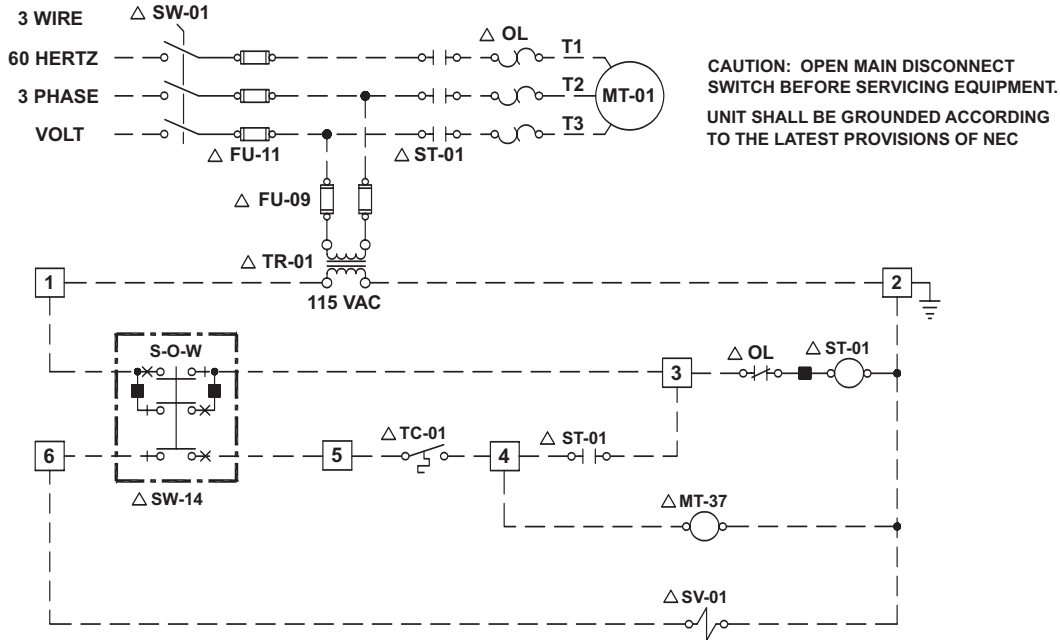 3 WIRE
△ SW-01
60 HERTZ
3 PHASE
VOLT
△ OL
T1
T2
T3
MT-01
△ FU-11
△ ST-01
CAUTION: OPEN MAIN DISCONNECT
SWITCH BEFORE SERVICING EQUIPMENT.
UNIT SHALL BE GROUNDED ACCORDING
TO THE LATEST PROVISIONS OF NEC
△ FU-09
△ TR-01
1
115 VAC
2
S-O-W
3
△ OL
△ ST-01
6
5
△ TC-01
4
△ ST-01
△ SW-14
△ MT-37
△ SV-01